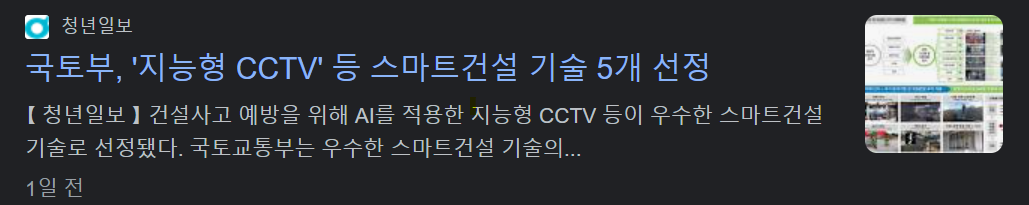 청년일보
국토부, '지능형 CCTV' 등 스마트건설 기술 5개 선정
【 청년일보 】 건설사고 예방을 위해 AI를 적용한 지능형 CCTV 등이 우수한 스마트건설
기술로 선정됐다. 국토교통부는 우수한 스마트건설 기술의...
1일 전